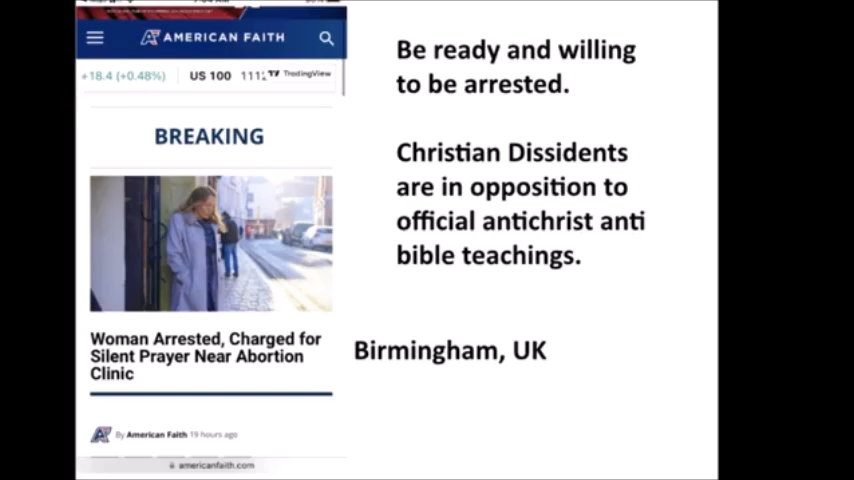 AMERICAN FAITH
+18.4 (+0.48%) US 100 1112 TradingView
BREAKING
Woman Arrested, Charged for
Silent Prayer Near Abortion
Clinic
By American Faith 19 hours ago
americanfaith.com
Be ready and willing
to be arrested.
Christian Dissidents
are in opposition to
official antichrist anti
bible teachings.
Birmingham, UK